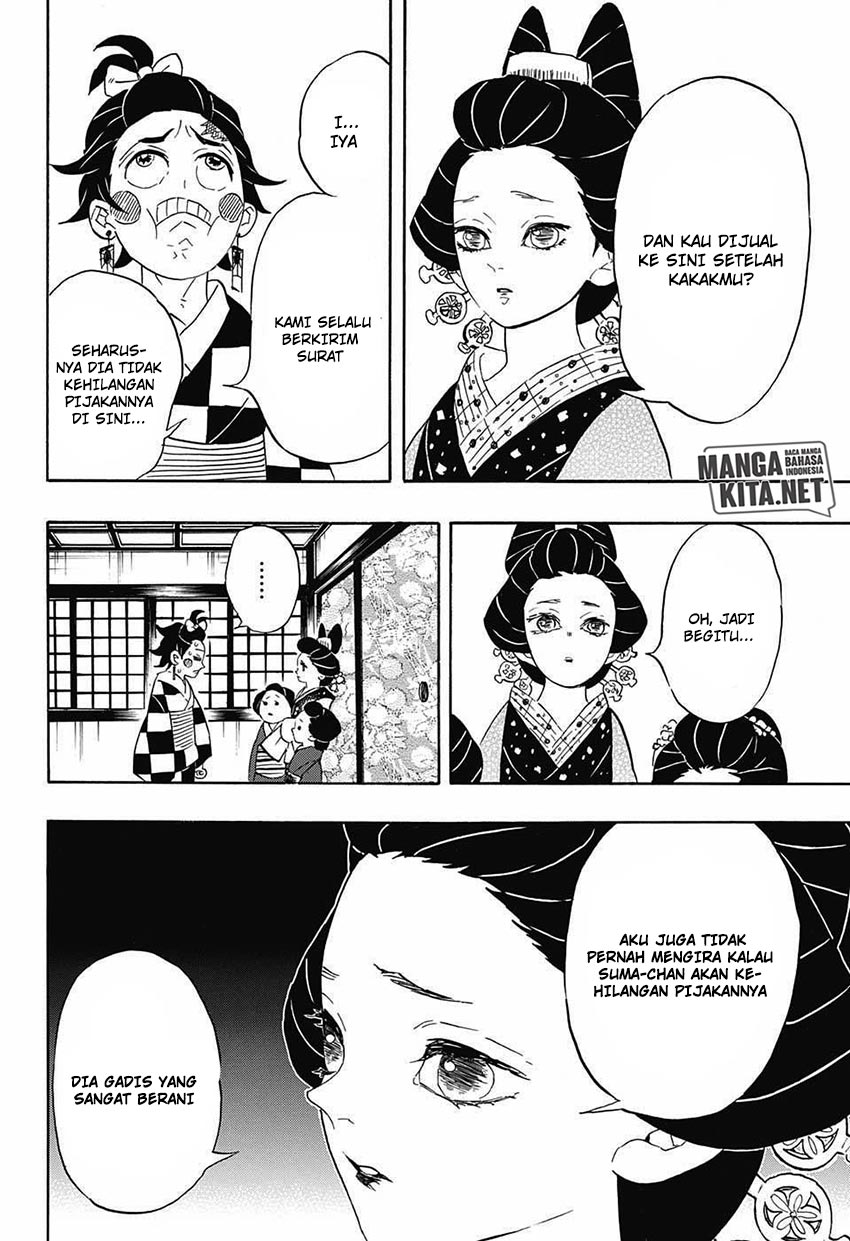 DAN KAU DIJUAL
KE SINI SETELAH
KAKAKMU?
I...
IYA
KAMI SELALU
BERKIRIM
SURAT
SEHARUS-
NYA DIA TIDAK
KEHILANGAN
PIJAKANNYA
DI SINI...
MANGA
KITA.NET
BACA MANGA
BAHASA
INDONESIA
OH, JADI
BEGITU...
......
AKU JUGA TIDAK
PERNAH MENGIRA KALAU
SUMA-CHAN AKAN KE-
HILANGAN PIJAKANNYA
DIA GADIS YANG
SANGAT BERANI